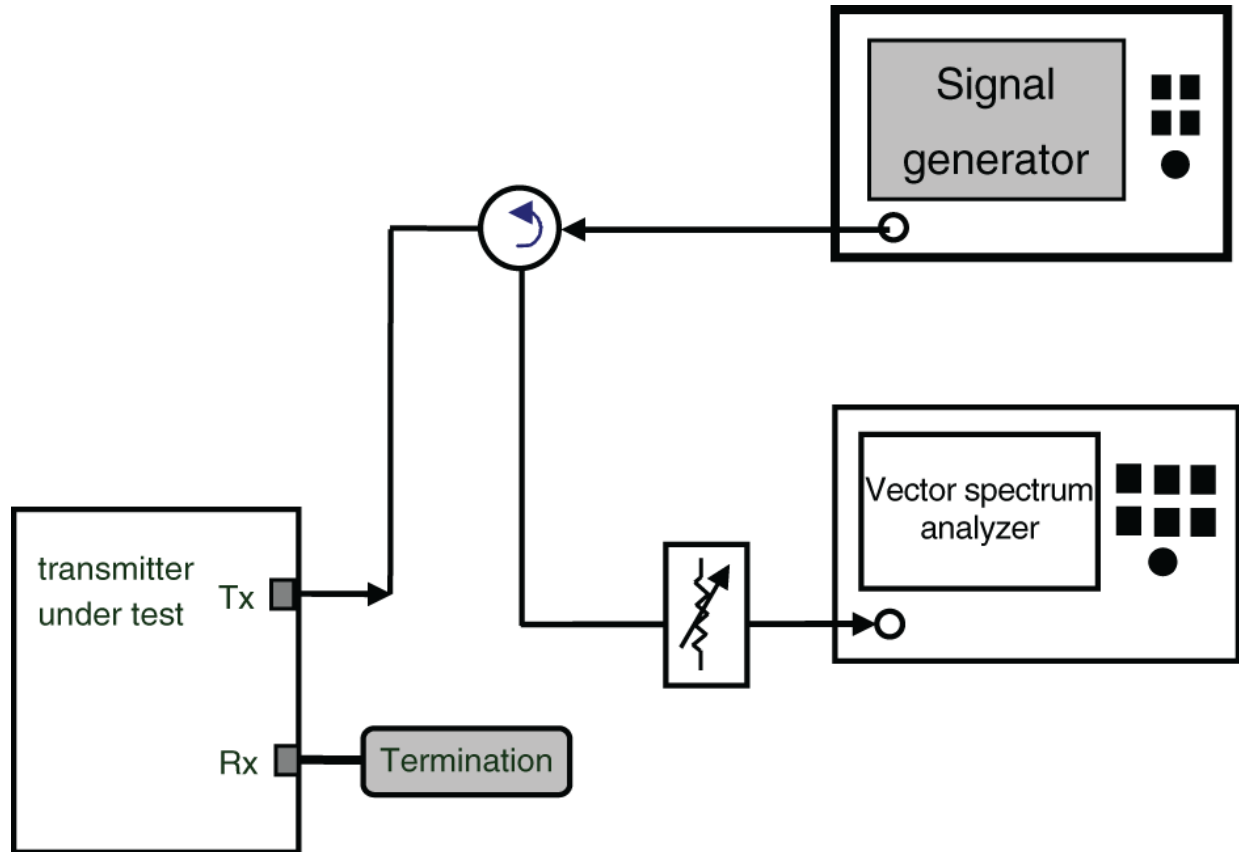 Signal
generator
Vector spectrum
analyzer
transmitter
under test
Tx
Rx
Termination